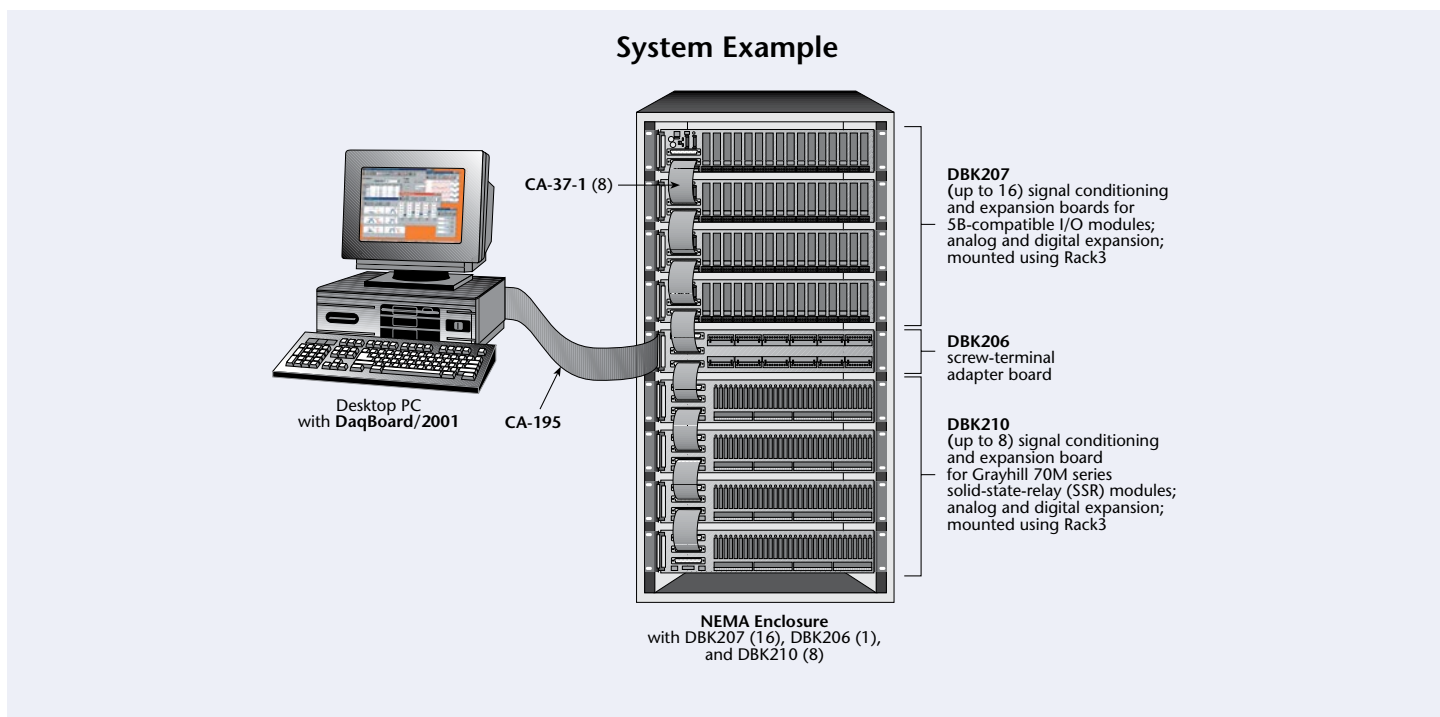 System Example
CA-37-1 (8)
DBK207
(up to 16) signal conditioning
and expansion boards for
5B-compatible I/O modules;
analog and digital expansion;
mounted using Rack3
DBK206
screw-terminal
adapter board
Desktop PC
with DaqBoard/2001
CA-195
DBK210
(up to 8) signal conditioning
and expansion board
for Grayhill 70M series
solid-state-relay (SSR) modules;
analog and digital expansion;
mounted using Rack3
NEMA Enclosure
with DBK207 (16), DBK206 (1),
and DBK210 (8)